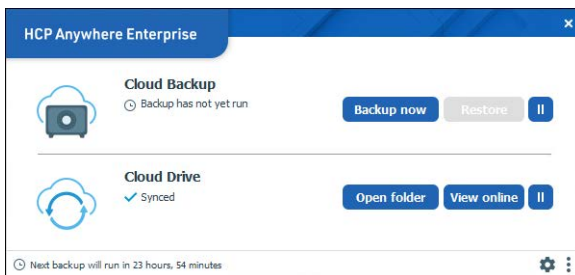 HCP Anywhere Enterprise
Cloud Backup
Backup has not yet run
Backup now
Restore
Cloud Drive
Synced
Open folder
View online
Next backup will run in 23 hours, 54 minutes